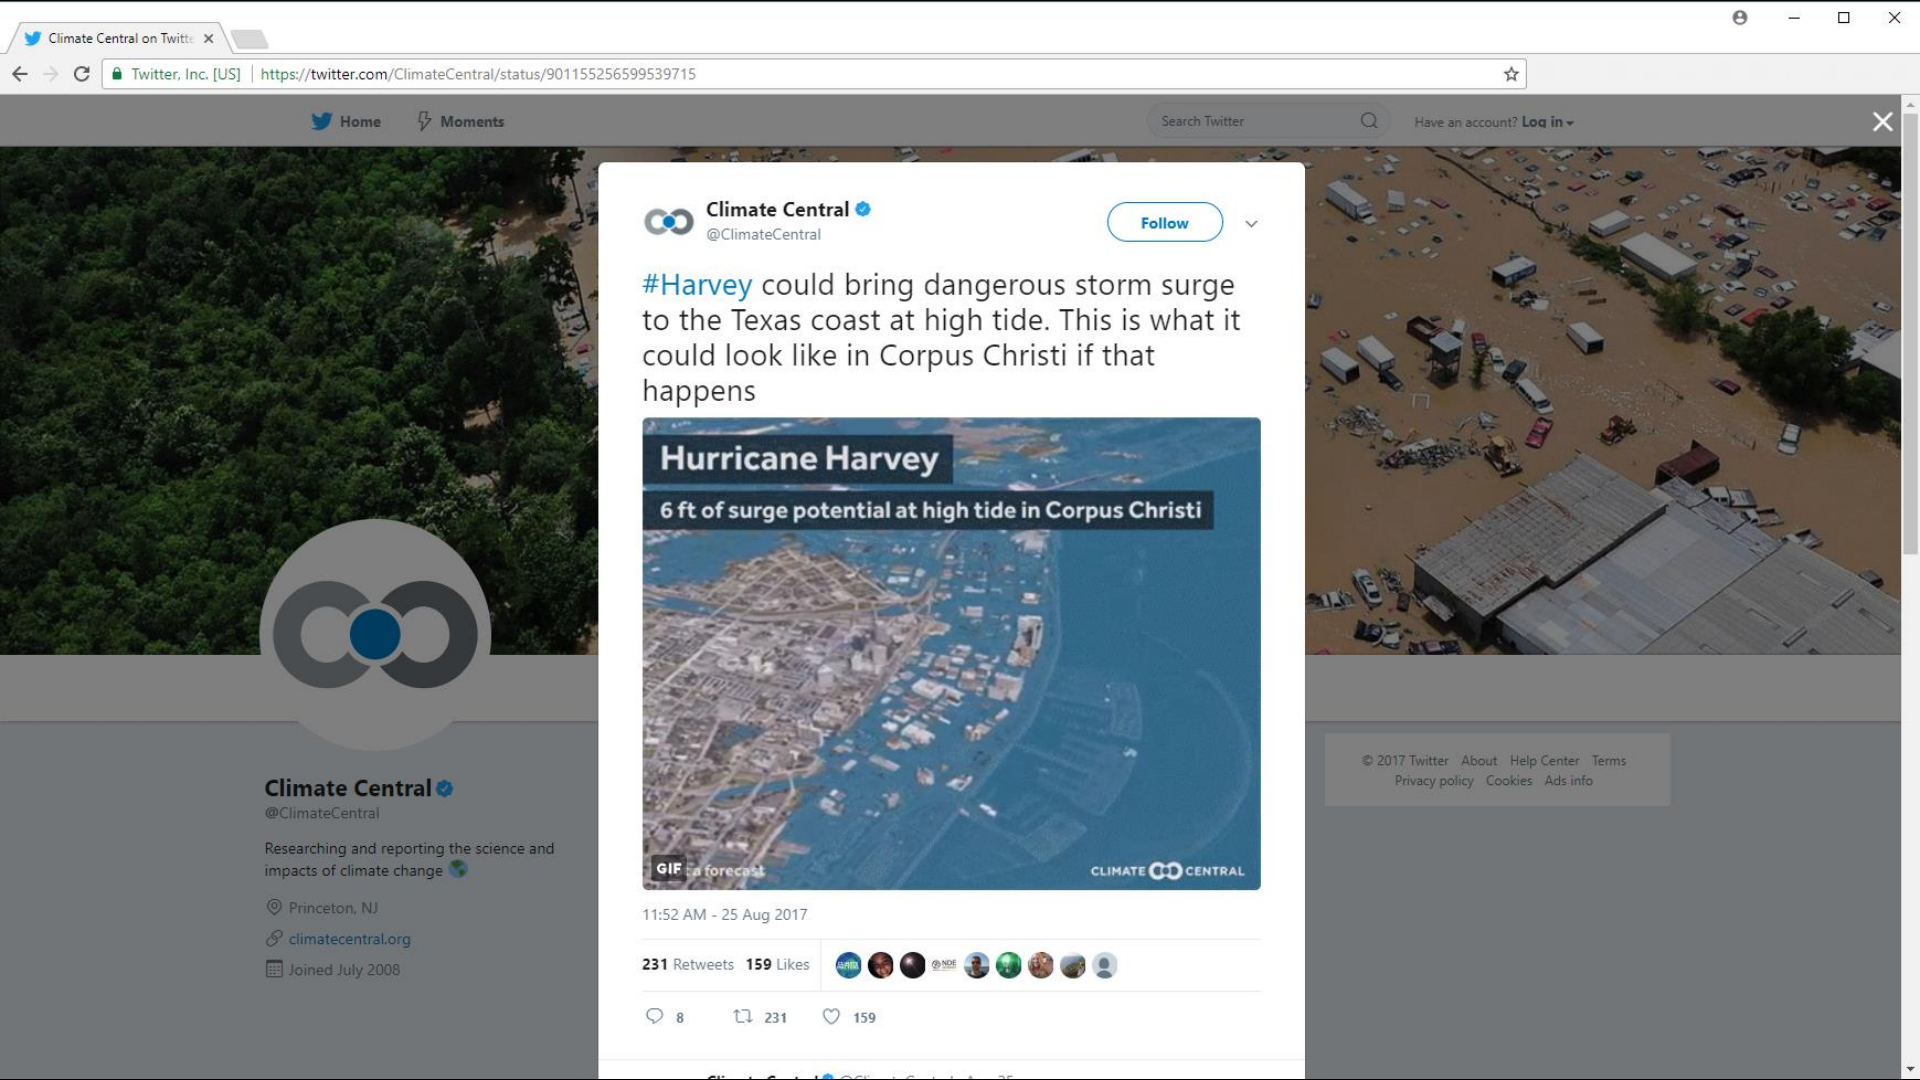 Climate Central on Twitte
Twitter, Inc. [US] https://twitter.com/ClimateCentral/status/901155256599539715
Home Moments Search Twitter Have an account? Log in
Climate Central
@ClimateCentral
Follow
#Harvey could bring dangerous storm surge
to the Texas coast at high tide. This is what it
could look like in Corpus Christi if that
happens
Hurricane Harvey
6 ft of surge potential at high tide in Corpus Christi
GIF a forecast
CLIMATE CENTRAL
11:52 AM - 25 Aug 2017
231 Retweets 159 Likes
NDE
8 231 159
Climate Central
@ClimateCentral
Researching and reporting the science and
impacts of climate change
Princeton, NJ
climatecentral.org
Joined July 2008
© 2017 Twitter About Help Center Terms
Privacy policy Cookies Ads info